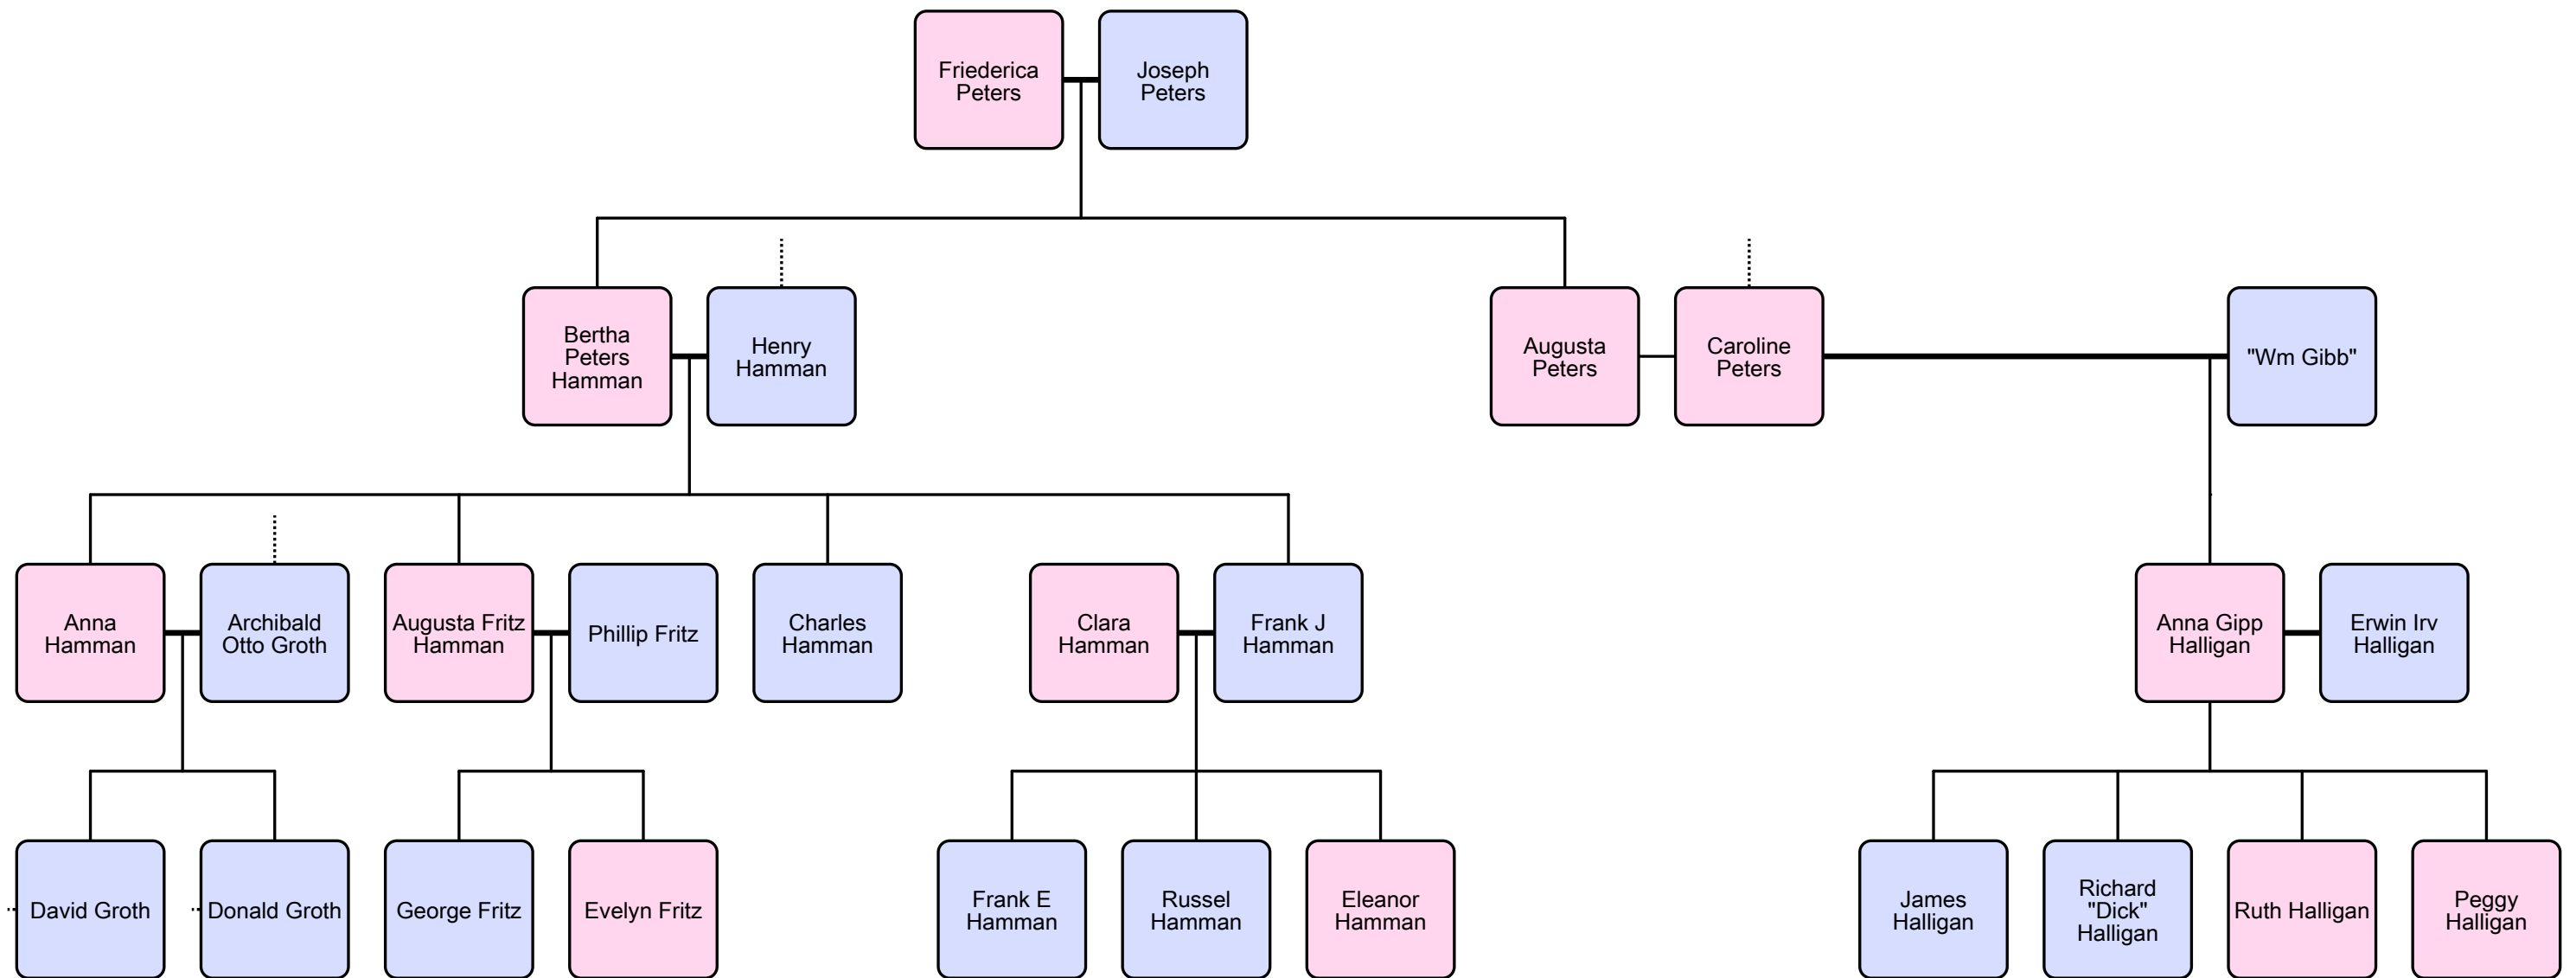 Friederica
Peters
Joseph
Peters
Bertha
Peters
Hamman
Henry
Hamman
Augusta
Peters
Caroline
Peters
"Wm Gibb"
Anna
Hamman
Archibald
Otto Groth
Augusta Fritz
Hamman
Phillip Fritz
Charles
Hamman
Clara
Hamman
Frank J
Hamman
Anna Gipp
Halligan
Erwin Irv
Halligan
David Groth
Donald Groth
George Fritz
Evelyn Fritz
Frank E
Hamman
Russel
Hamman
Eleanor
Hamman
James
Halligan
Richard
"Dick"
Halligan
Ruth Halligan
Peggy
Halligan